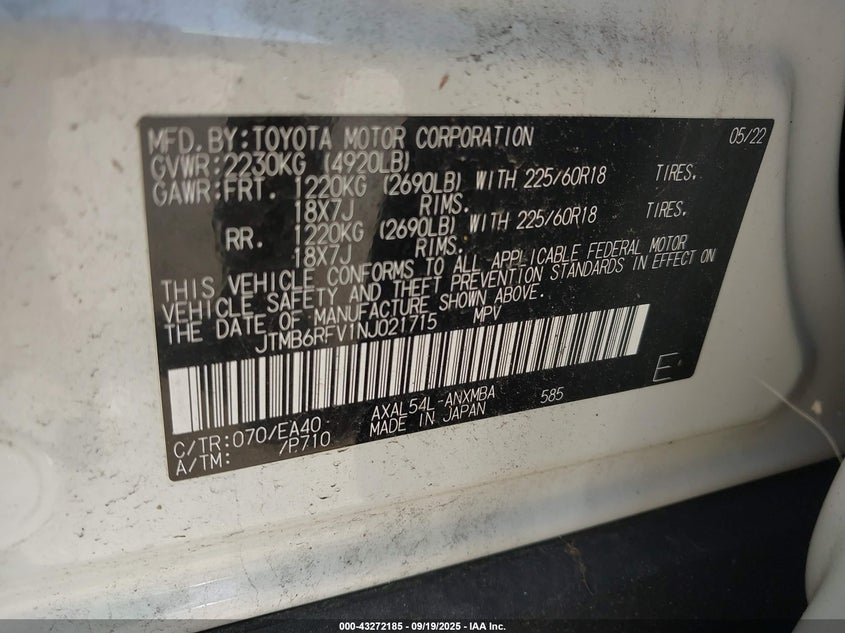 MFD. BY: TOYOTA MOTOR CORPORATION 05/22
GVWR: 2230KG (4920LB)
GAWR: FRT. 1220KG (2690LB) WITH 225/60R18 TIRES.
18X7J RIMS.
RR. 1220KG (2690LB) WITH 225/60R18 TIRES.
18X7J RIMS.
THIS VEHICLE CONFORMS TO ALL APPLICABLE FEDERAL MOTOR
VEHICLE SAFETY AND THEFT PREVENTION STANDARDS IN EFFECT ON
THE DATE OF MANUFACTURE SHOWN ABOVE.
JTMB6RFV1NJ021715 MPV
E
C/TR: 070/EA40 AXAL54L-ANXMBA 585
A/TM: /P710 MADE IN JAPAN
000-43272185 - 09/19/2025 - IAA Inc.